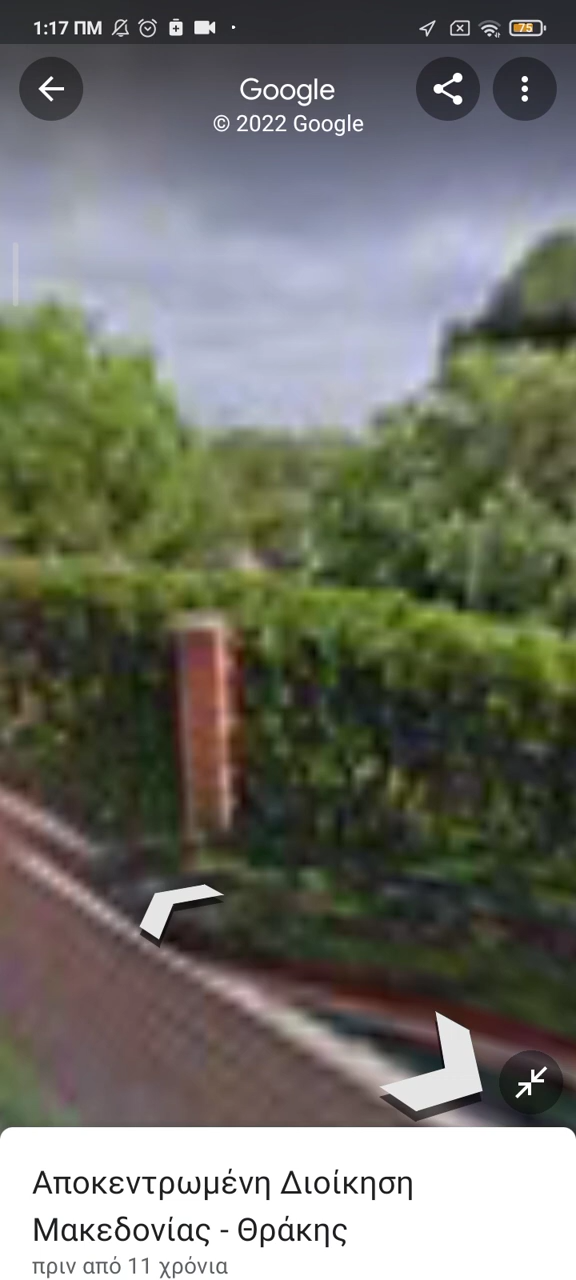 1:17 ΠΜ
75
Google
© 2022 Google
Αποκεντρωμένη Διοίκηση
Μακεδονίας - Θράκης
πριν από 11 χρόνια